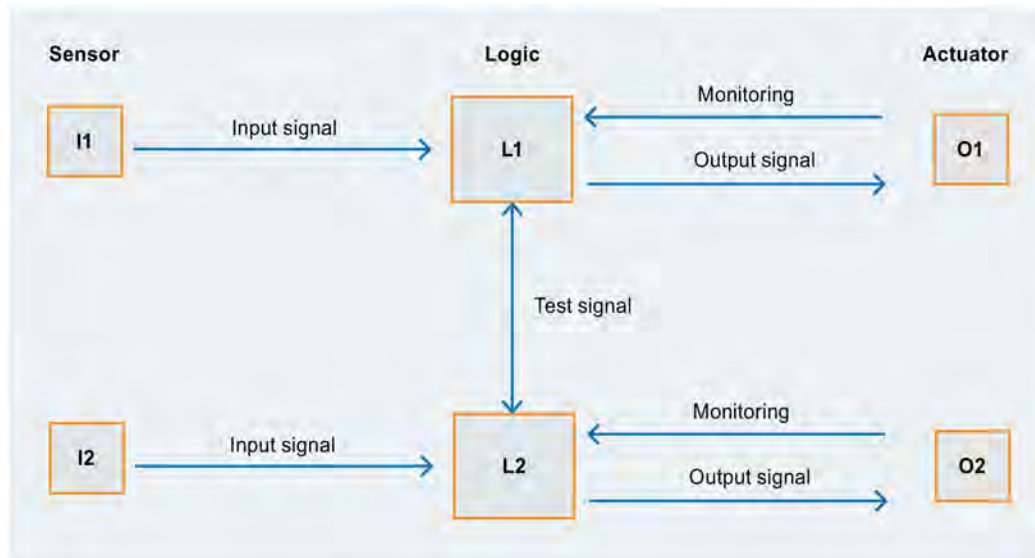 Sensor
Logic
Actuator
I1
Input signal
L1
Monitoring
Output signal
O1
Test signal
I2
Input signal
L2
Monitoring
Output signal
O2